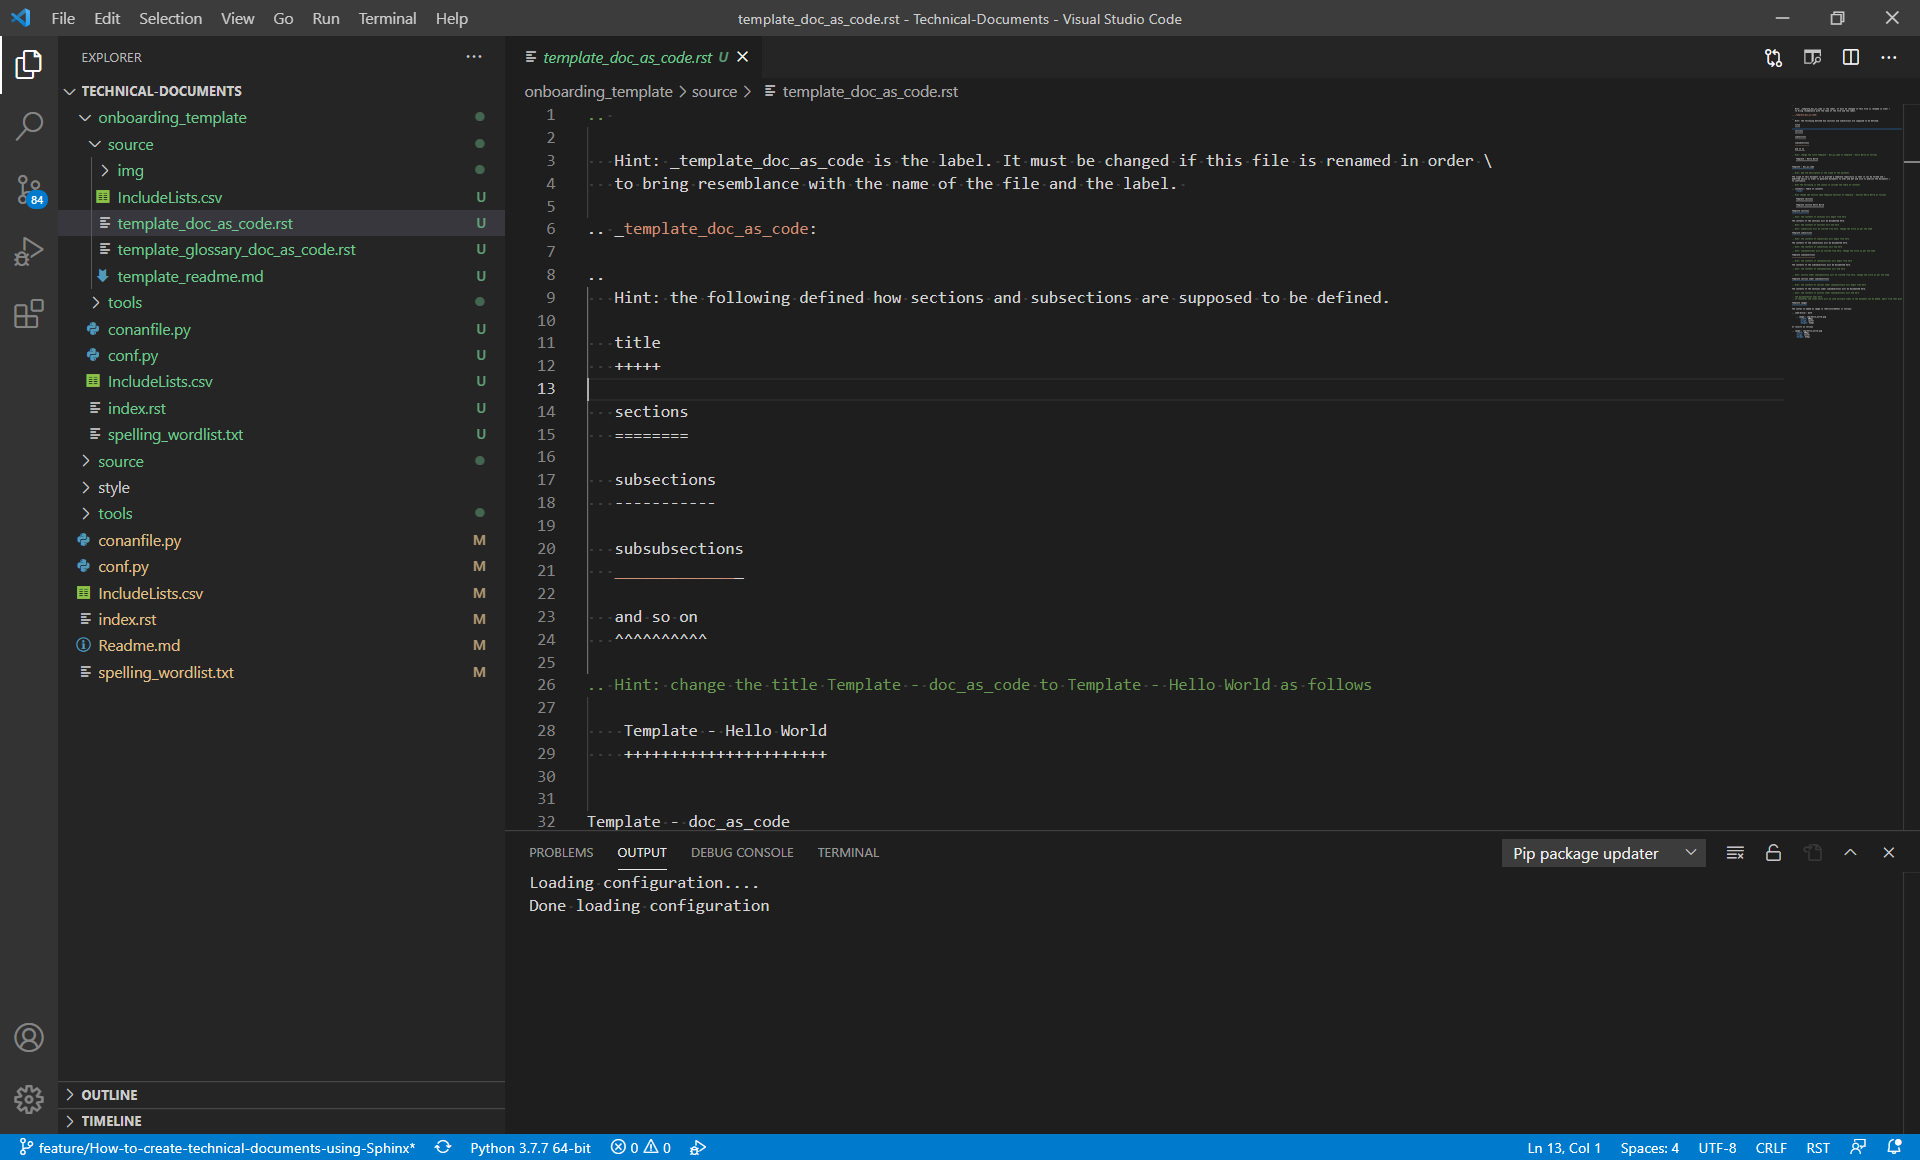 File Edit Selection View Go Run Terminal Help
template_doc_as_code.rst - Technical-Documents - Visual Studio Code
EXPLORER
TECHNICAL-DOCUMENTS
onboarding_template
source
img
IncludeLists.csv U
template_doc_as_code.rst U
template_glossary_doc_as_code.rst U
template_readme.md U
tools
conanfile.py U
conf.py U
IncludeLists.csv U
index.rst U
spelling_wordlist.txt U
source
style
tools
conanfile.py M
conf.py M
IncludeLists.csv M
index.rst M
Readme.md M
spelling_wordlist.txt M
OUTLINE
TIMELINE
84
template_doc_as_code.rst U
onboarding_template > source > template_doc_as_code.rst
1 ..
2
3 Hint: _template_doc_as_code is the label. It must be changed if this file is renamed in order \
4 to bring resemblance with the name of the file and the label.
5
6 .. _template_doc_as_code:
7
8 ..
9 Hint: the following defined how sections and subsections are supposed to be defined.
10
11 title
12 +++++
13
14 sections
15 ========
16
17 subsections
18 -----------
19
20 subsubsections
21 ______________
22
23 and so on
24 ^^^^^^^^^^
25
26 .. Hint: change the title Template - doc_as_code to Template - Hello World as follows
27
28 Template - Hello World
29 ++++++++++++++++++++++
30
31
32 Template - doc_as_code
PROBLEMS OUTPUT DEBUG CONSOLE TERMINAL
Pip package updater
Loading configuration....
Done loading configuration
feature/How-to-create-technical-documents-using-Sphinx* Python 3.7.7 64-bit 0 0
Ln 13, Col 1 Spaces: 4 UTF-8 CRLF RST